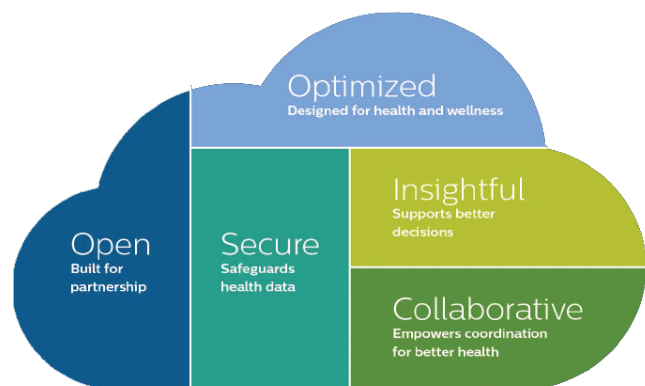 Optimized
Designed for health and wellness
Insightful
Supports better
decisions
Open
Built for
partnership
Secure
Safeguards
health data
Collaborative
Empowers coordination
for better health